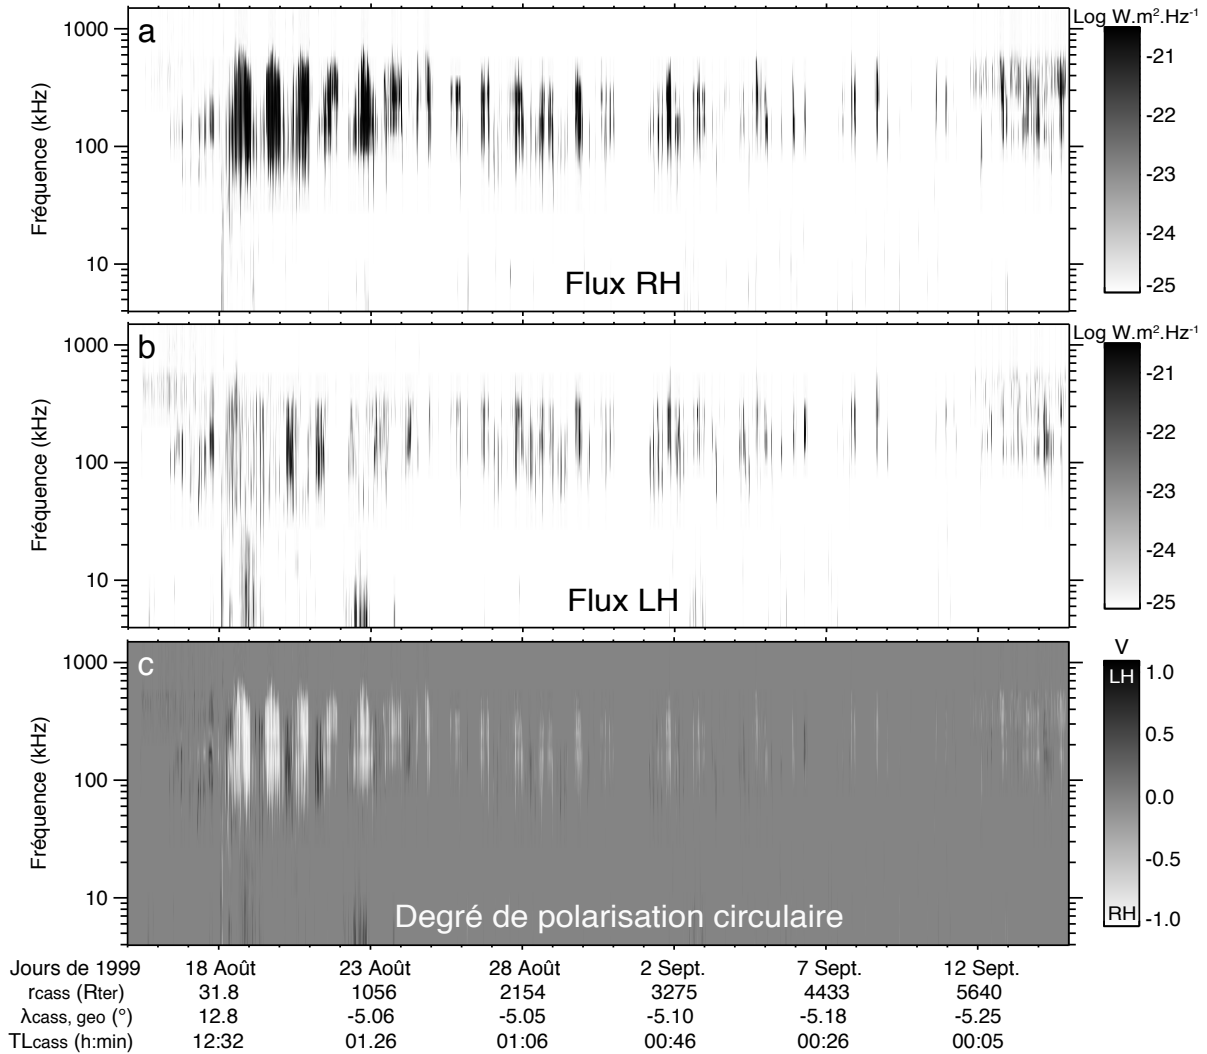 Log W.m².Hz⁻¹
a
1000
100
10
Fréquence (kHz)
Flux RH
-21
-22
-23
-24
-25
Log W.m².Hz⁻¹
b
1000
100
10
Fréquence (kHz)
Flux LH
-21
-22
-23
-24
-25
c
1000
100
10
Fréquence (kHz)
Degré de polarisation circulaire
V
LH
1.0
0.5
0.0
-0.5
RH
-1.0
Jours de 1999 18 Août 23 Août 28 Août 2 Sept. 7 Sept. 12 Sept.
rcass (Rter) 31.8 1056 2154 3275 4433 5640
λcass, geo (°) 12.8 -5.06 -5.05 -5.10 -5.18 -5.25
TLcass (h:min) 12:32 01.26 01:06 00:46 00:26 00:05